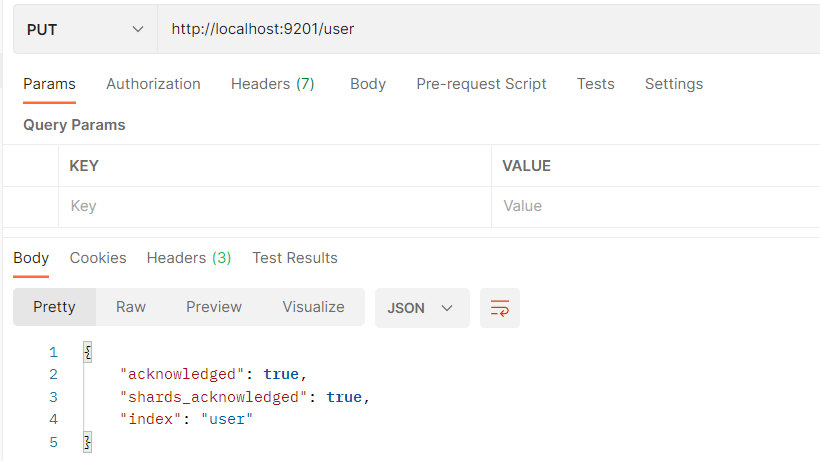 PUT http://localhost:9201/user
Params Authorization Headers (7) Body Pre-request Script Tests Settings
Query Params
KEY VALUE
Key Value
Body Cookies Headers (3) Test Results
Pretty Raw Preview Visualize JSON
1 {
2 "acknowledged": true,
3 "shards_acknowledged": true,
4 "index": "user"
5 }